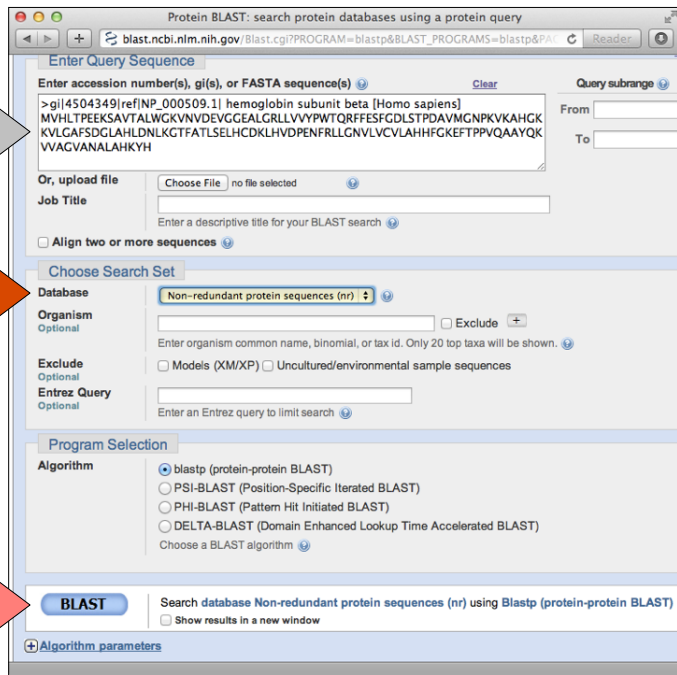 Protein BLAST: search protein databases using a protein query
blast.ncbi.nlm.nih.gov/Blast.cgi?PROGRAM=blastp&BLAST_PROGRAMS=blastp&PA
Reader
Enter Query Sequence
Enter accession number(s), gi(s), or FASTA sequence(s) Clear Query subrange
>gi|4504349|ref|NP_000509.1| hemoglobin subunit beta [Homo sapiens]
MVHLTPEEKSAVTALWGKVNVDEVGGEALGRLLVVYPWTQRFFESFGDLSTPDAVMGNPKVKAHGK
KVLGAFSDGLAHLDNLKGTFATLSELHCDKLHVDPENFRLLGNVLVCVLAHHFGKEFTPPVQAAYQK
VVAGVANALAHKYH
From
To
Or, upload file Choose File no file selected
Job Title
Enter a descriptive title for your BLAST search
Align two or more sequences
Choose Search Set
Database Non-redundant protein sequences (nr)
Organism
Optional
Exclude +
Enter organism common name, binomial, or tax id. Only 20 top taxa will be shown.
Exclude
Optional
Models (XM/XP) Uncultured/environmental sample sequences
Entrez Query
Optional
Enter an Entrez query to limit search
Program Selection
Algorithm
blastp (protein-protein BLAST)
PSI-BLAST (Position-Specific Iterated BLAST)
PHI-BLAST (Pattern Hit Initiated BLAST)
DELTA-BLAST (Domain Enhanced Lookup Time Accelerated BLAST)
Choose a BLAST algorithm
BLAST
Search database Non-redundant protein sequences (nr) using Blastp (protein-protein BLAST)
Show results in a new window
Algorithm parameters